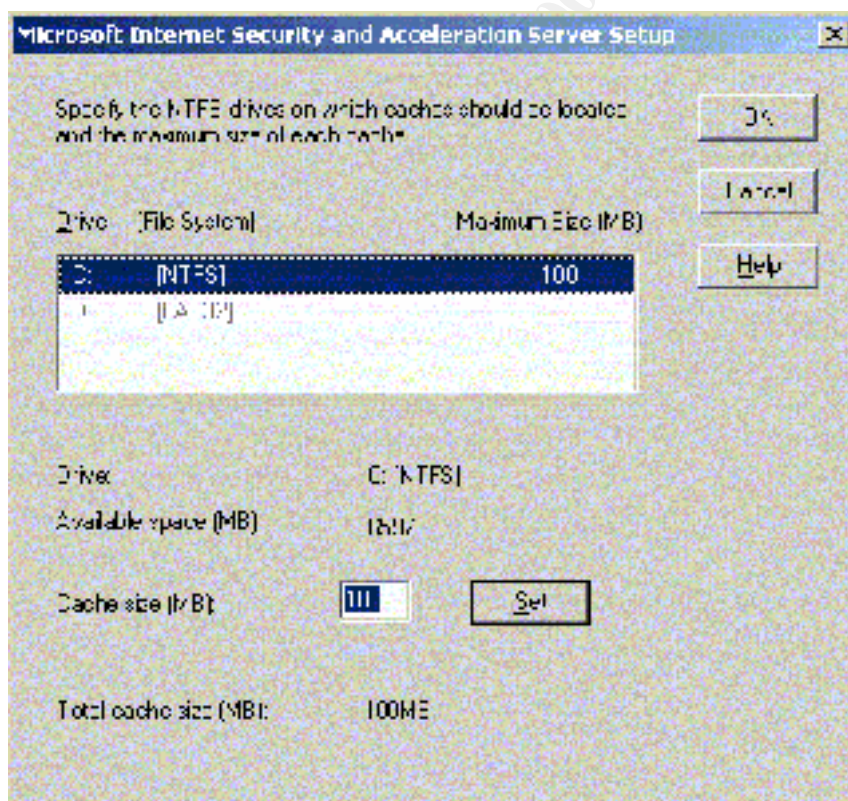 Microsoft Internet Security and Acceleration Server Setup
Specify the NTFS drives on which caches should be located
and the maximum size of each cache
OK
Cancel
Help
Drive [File System] Maximum Size (MB)
C: [NTFS] 100
[FAT32]
Drive: C: [NTFS]
Available space (MB)
Cache size (MB): Set
Total cache size (MB): 100MB